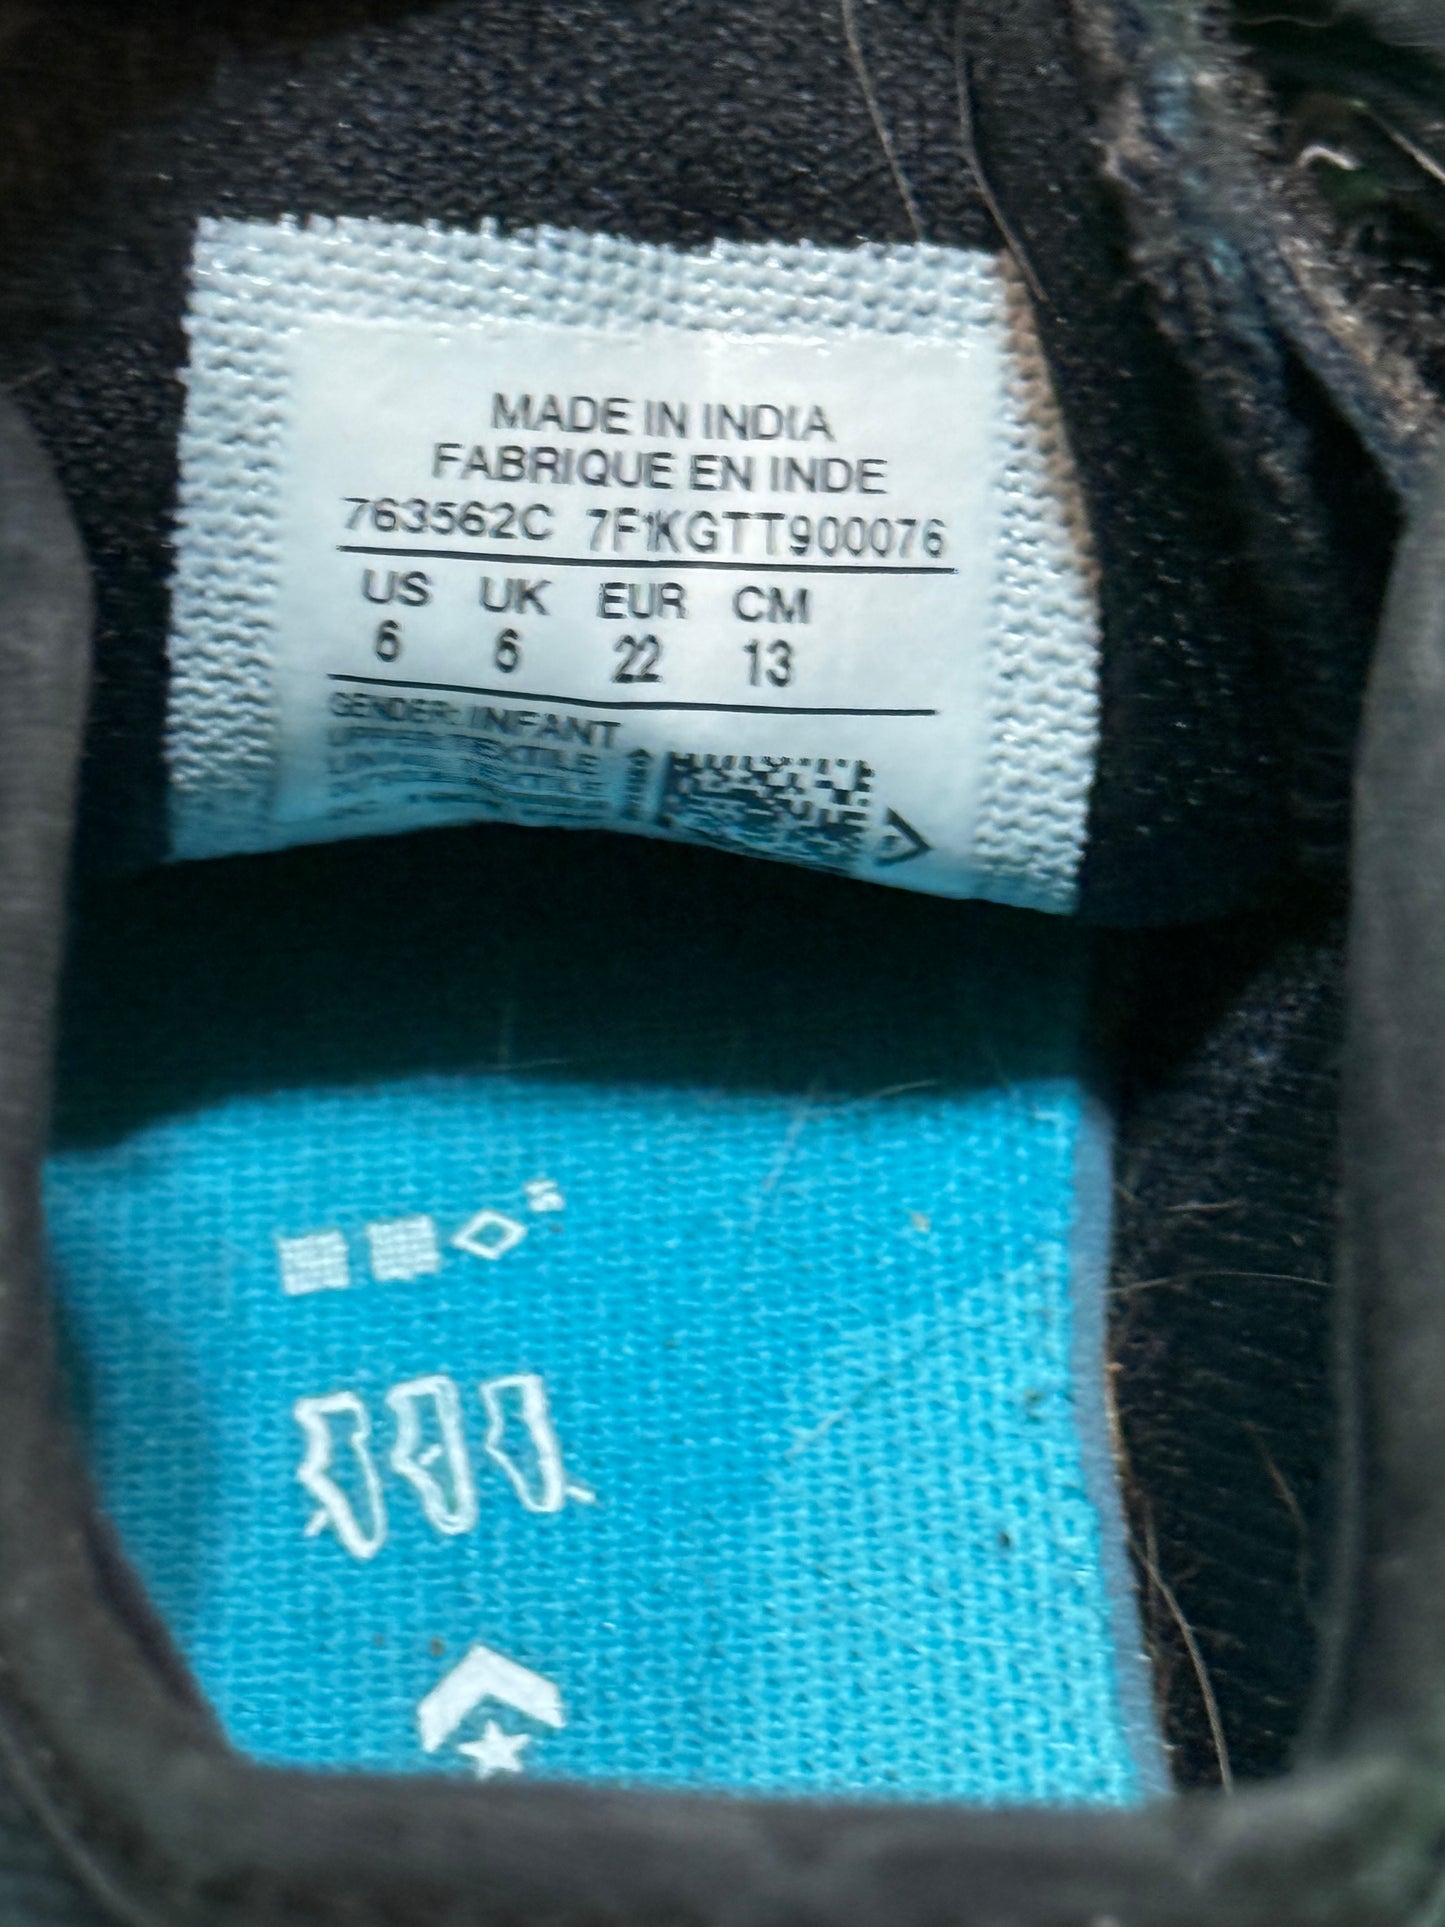 MADE IN INDIA
FABRIQUE EN INDE
763562C 7F1KGTT900076
US UK EUR CM
6 6 22 13
GENDER: INFANT